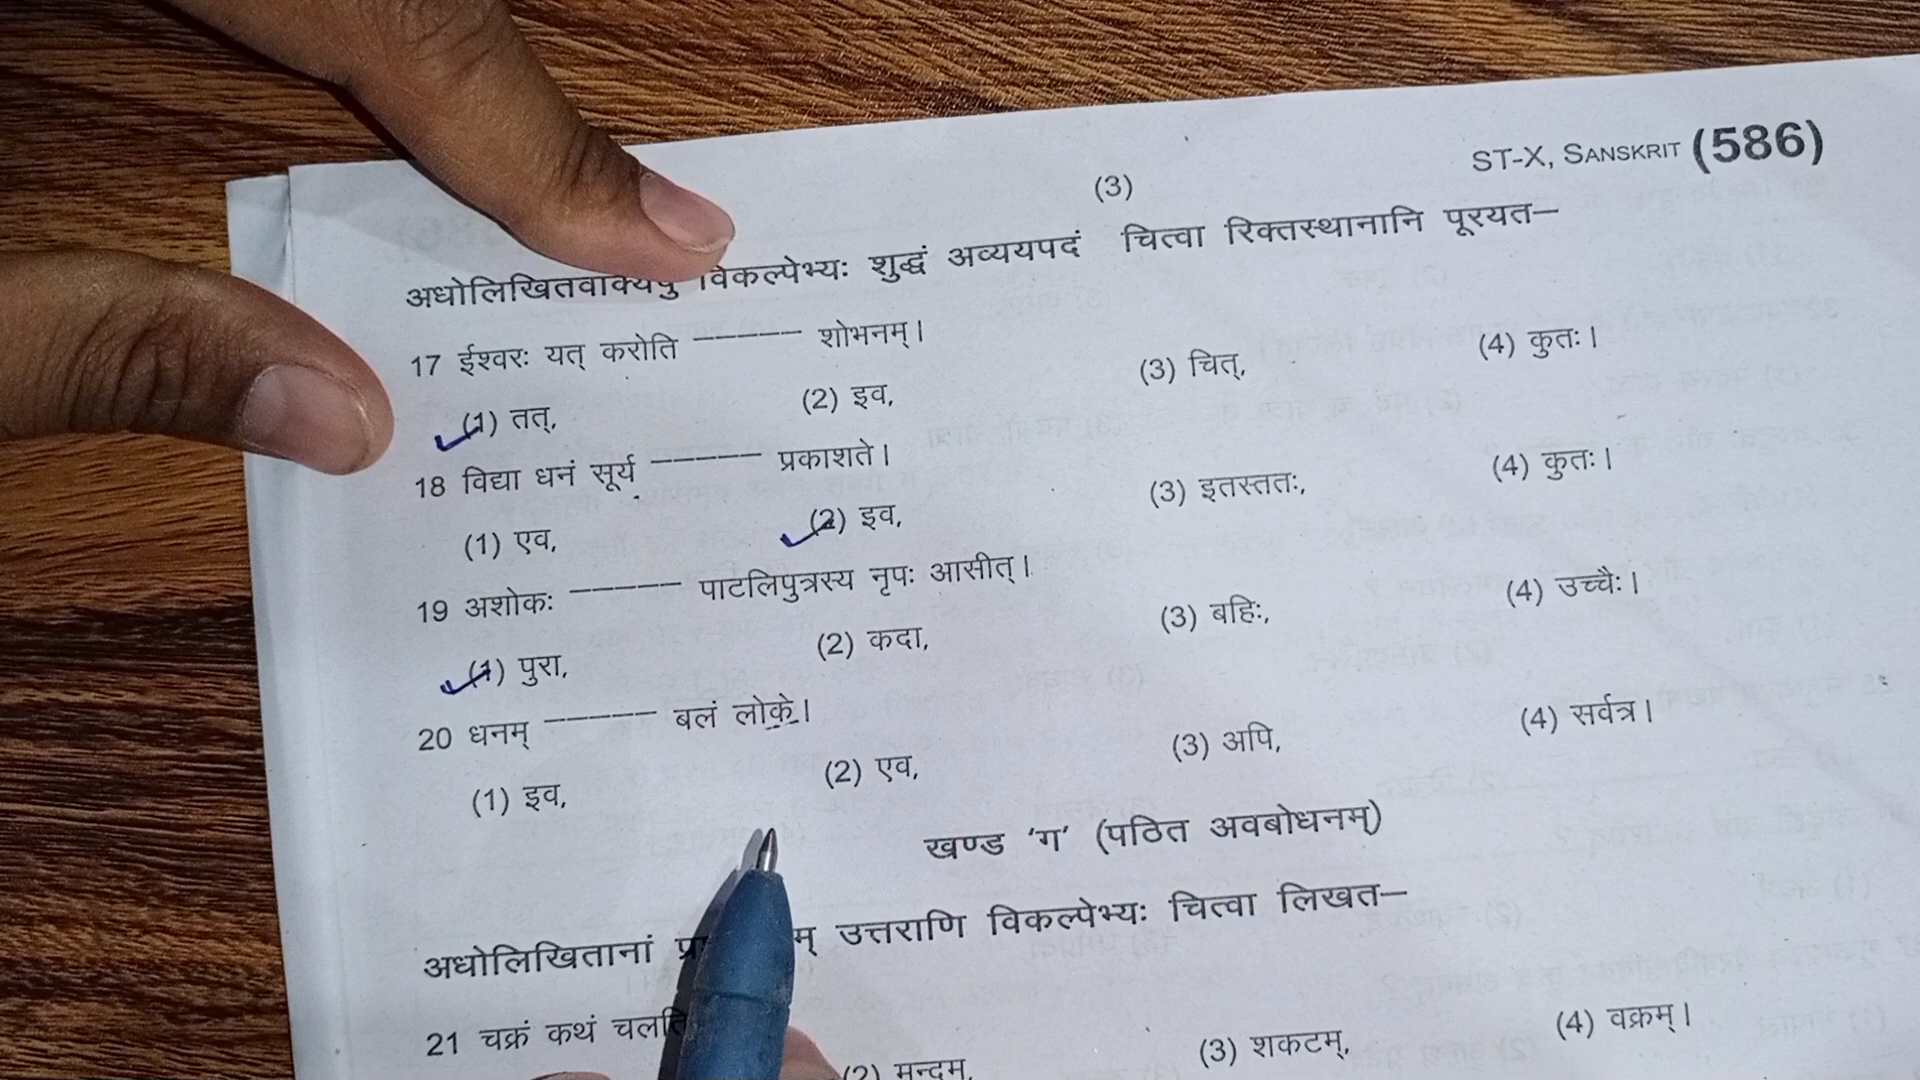 ST-X, SANSKRIT (586)
(3)
विकल्पेभ्यः शुद्धं अव्ययपदं चित्वा रिक्तस्थानानि पूरयत–
17 ईश्वरः यत् करोति ––––– शोभनम्।
(1) तत्, (2) इव, (3) चित्, (4) कुतः।
18 विद्या धनं सूर्य ––––– प्रकाशते।
(1) एव, (2) इव, (3) इतस्ततः, (4) कुतः।
19 अशोकः ––––– पाटलिपुत्रस्य नृपः आसीत्।
(1) पुरा, (2) कदा, (3) बहिः, (4) उच्चैः।
20 धनम् ––––– बलं लोके।
(1) इव, (2) एव, (3) अपि, (4) सर्वत्र।
खण्ड ‘ग’ (पठित अवबोधनम्)
अधोलिखितानां उत्तराणि विकल्पेभ्यः चित्वा लिखत–
21 चक्रं कथं
(2) मन्दम्, (3) शकटम्, (4) वक्रम्।